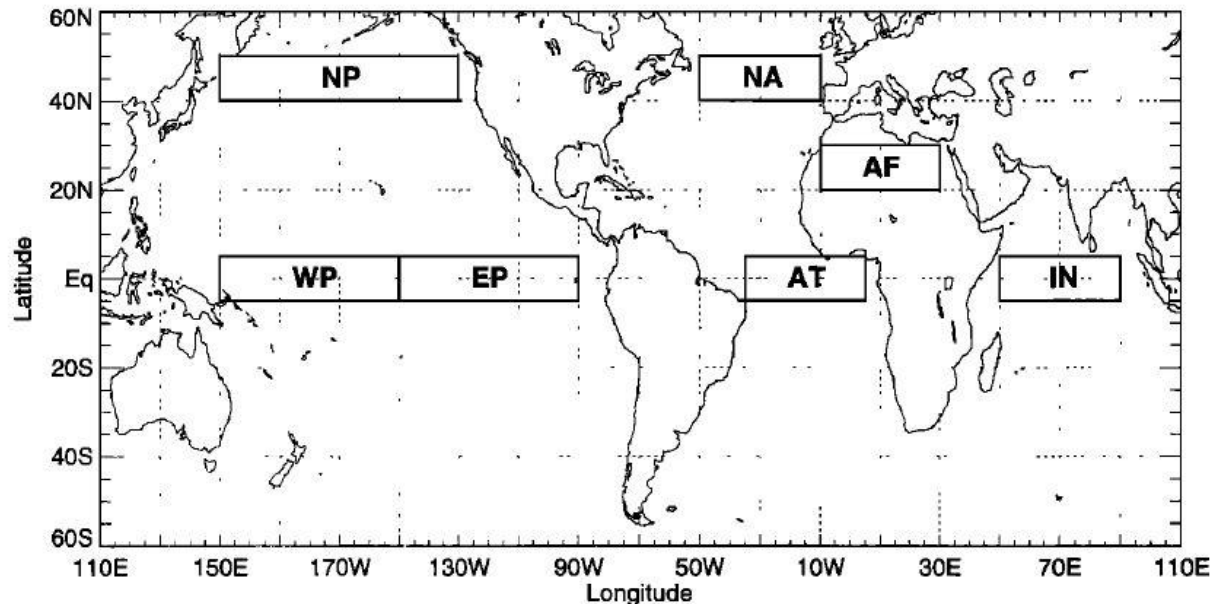 60N
NP
NA
40N
AF
20N
WP
EP
AT
IN
Eq
Latitude
20S
40S
60S
110E 150E 170W 130W 90W 50W 10W 30E 70E 110E
Longitude